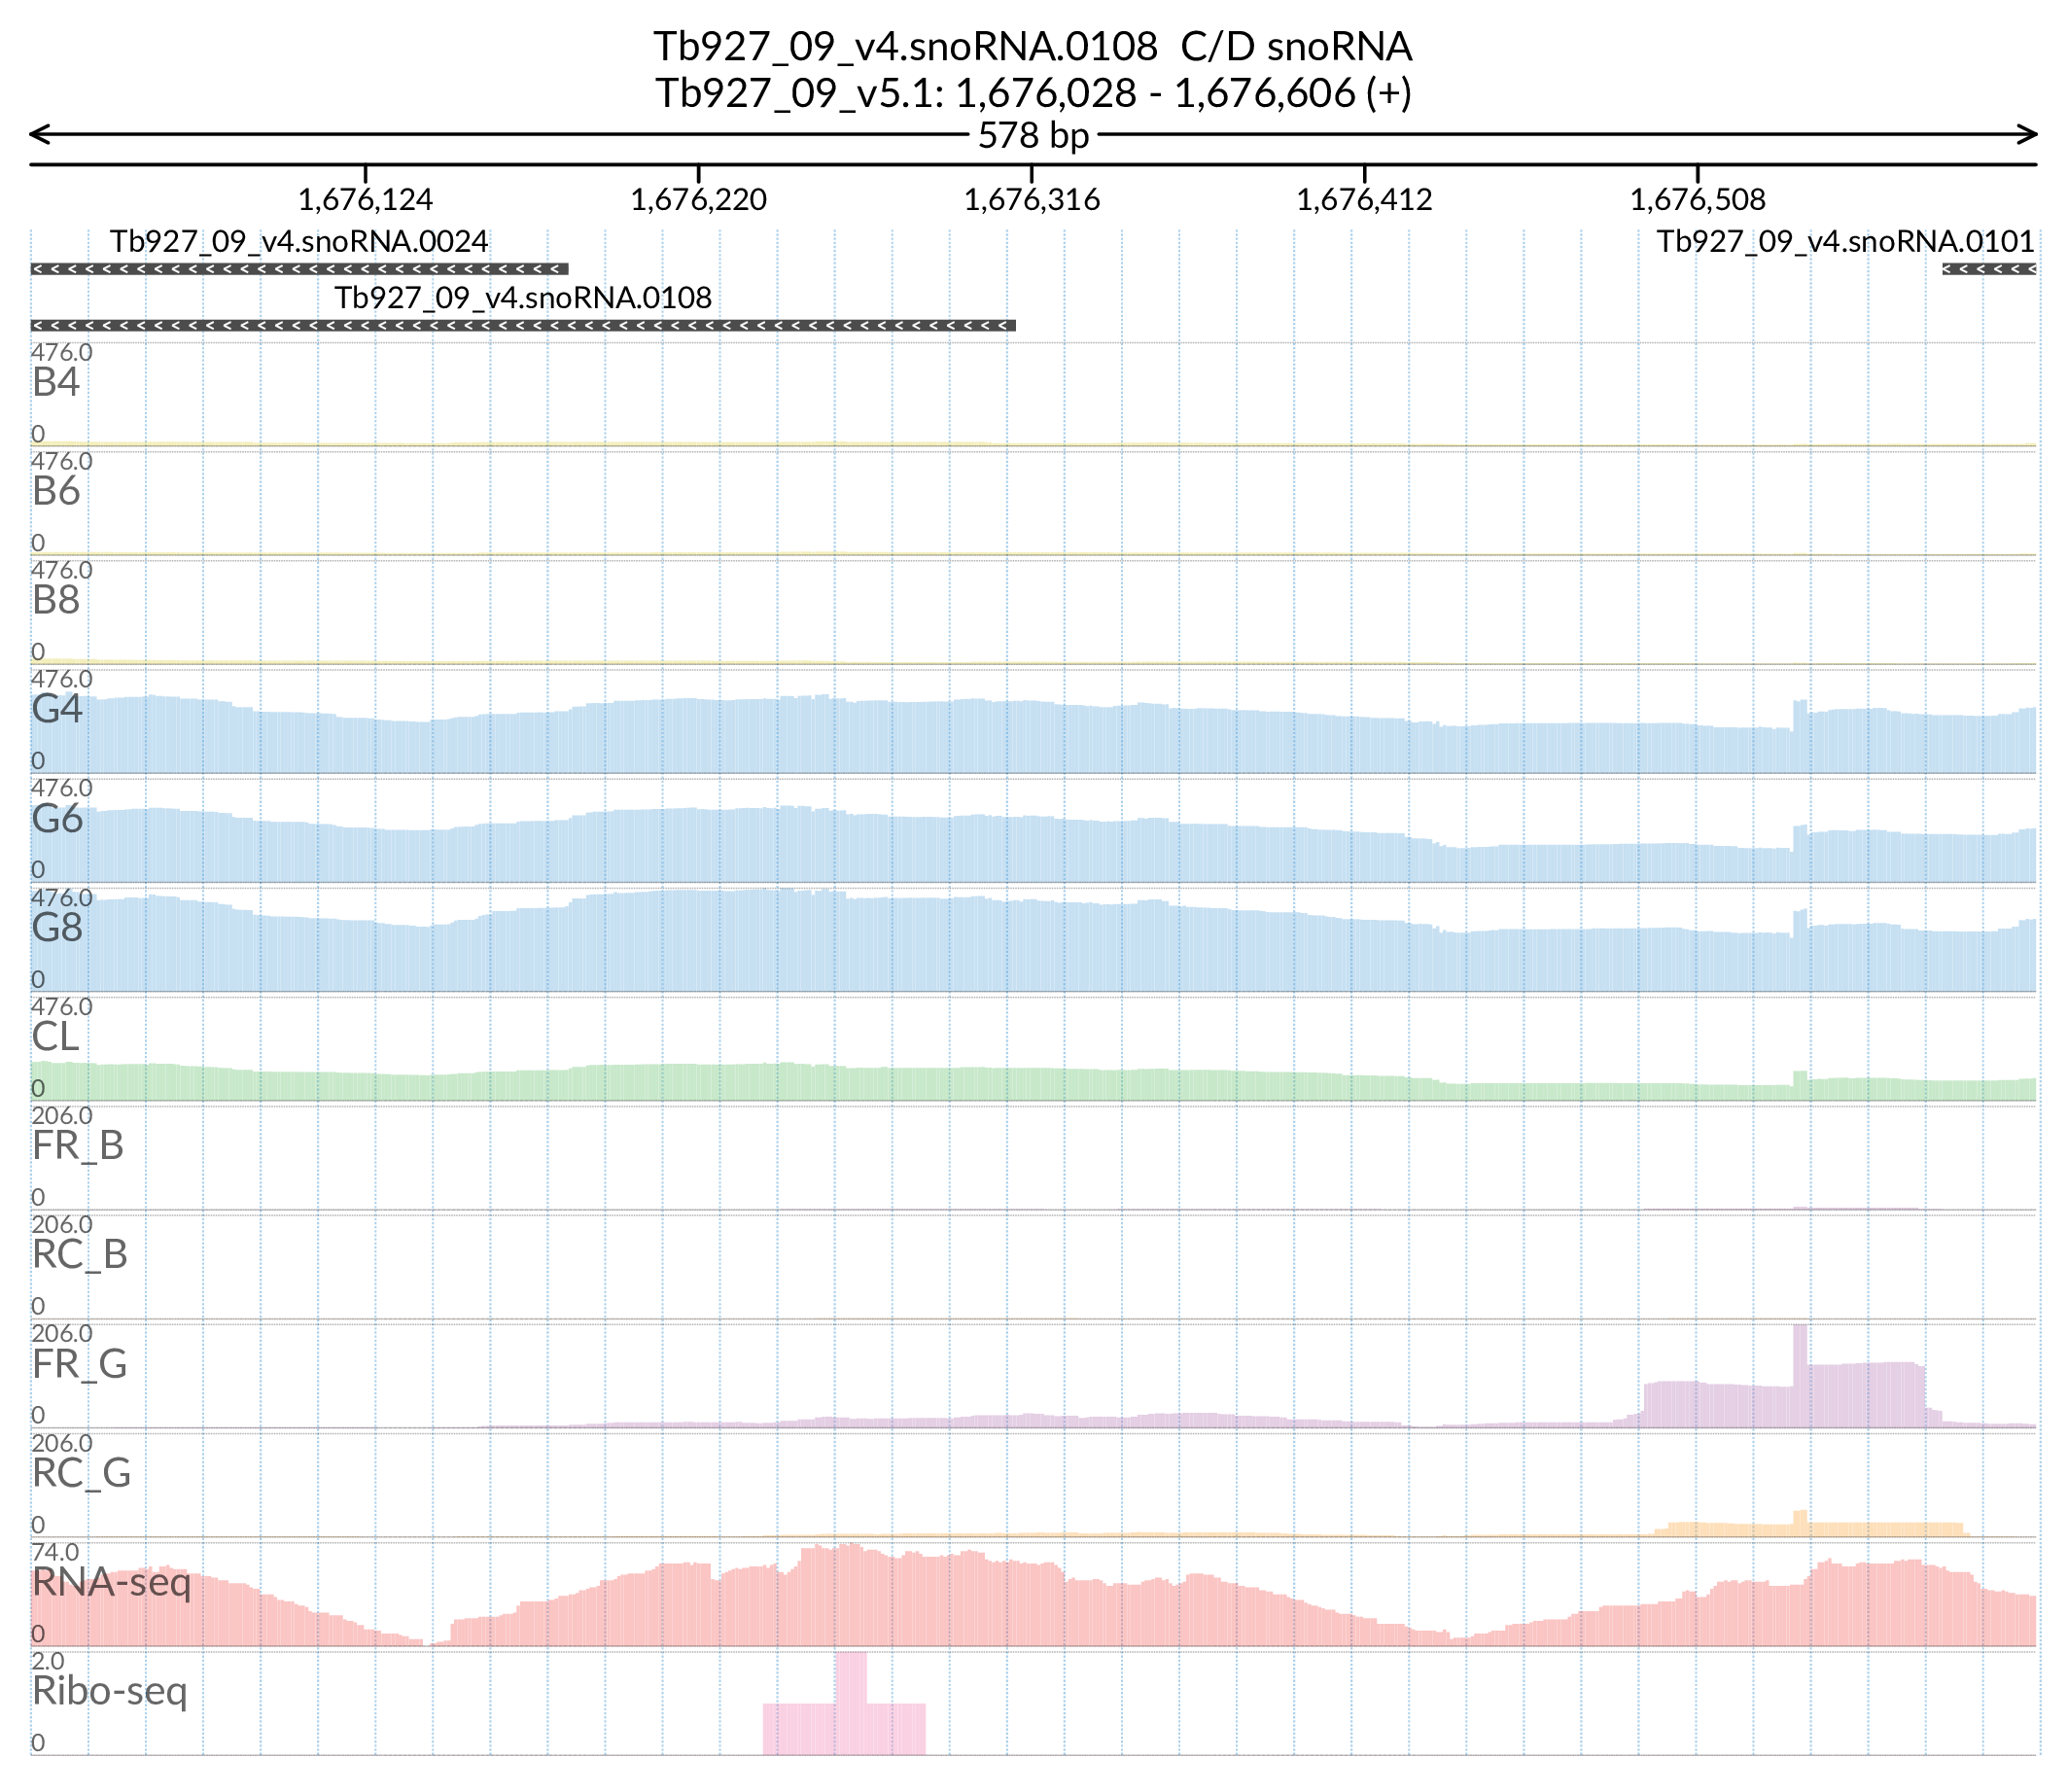 Tb927_09_v4.snoRNA.0108 C/D snoRNA
Tb927_09_v5.1: 1,676,028 - 1,676,606 (+)
578 bp
1,676,124 1,676,220 1,676,316 1,676,412 1,676,508
Tb927_09_v4.snoRNA.0024 Tb927_09_v4.snoRNA.0101
Tb927_09_v4.snoRNA.0108
476.0
B4
0
476.0
B6
0
476.0
B8
0
476.0
G4
0
476.0
G6
0
476.0
G8
0
476.0
CL
0
206.0
FR_B
0
206.0
RC_B
0
206.0
FR_G
0
206.0
RC_G
0
74.0
RNA-seq
0
2.0
Ribo-seq
0